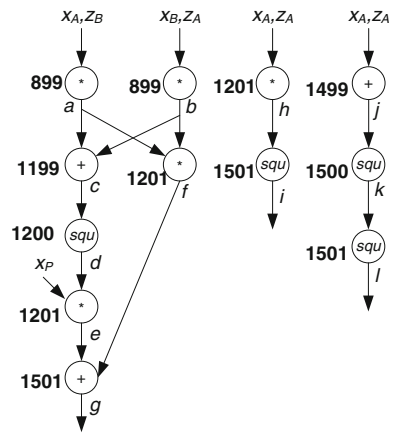 x_A,z_B x_B,z_A x_A,z_A x_A,z_A
899 * 899 * 1201 * 1499 +
a b h j
1199 + 1201 * 1501 squ 1500 squ
c f i k
1200 squ 1501 squ
d l
x_P
1201 *
e
1501 +
g